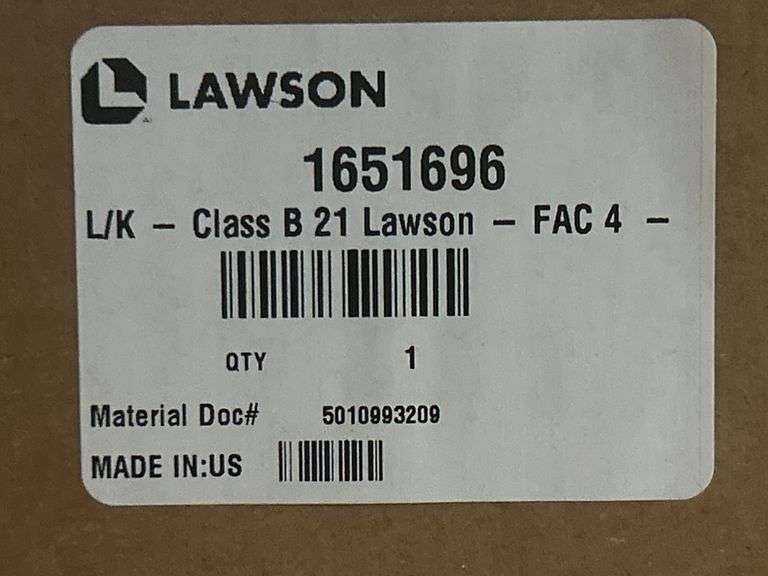 LAWSON
1651696
L/K – Class B 21 Lawson – FAC 4 –
QTY 1
Material Doc# 5010993209
MADE IN:US